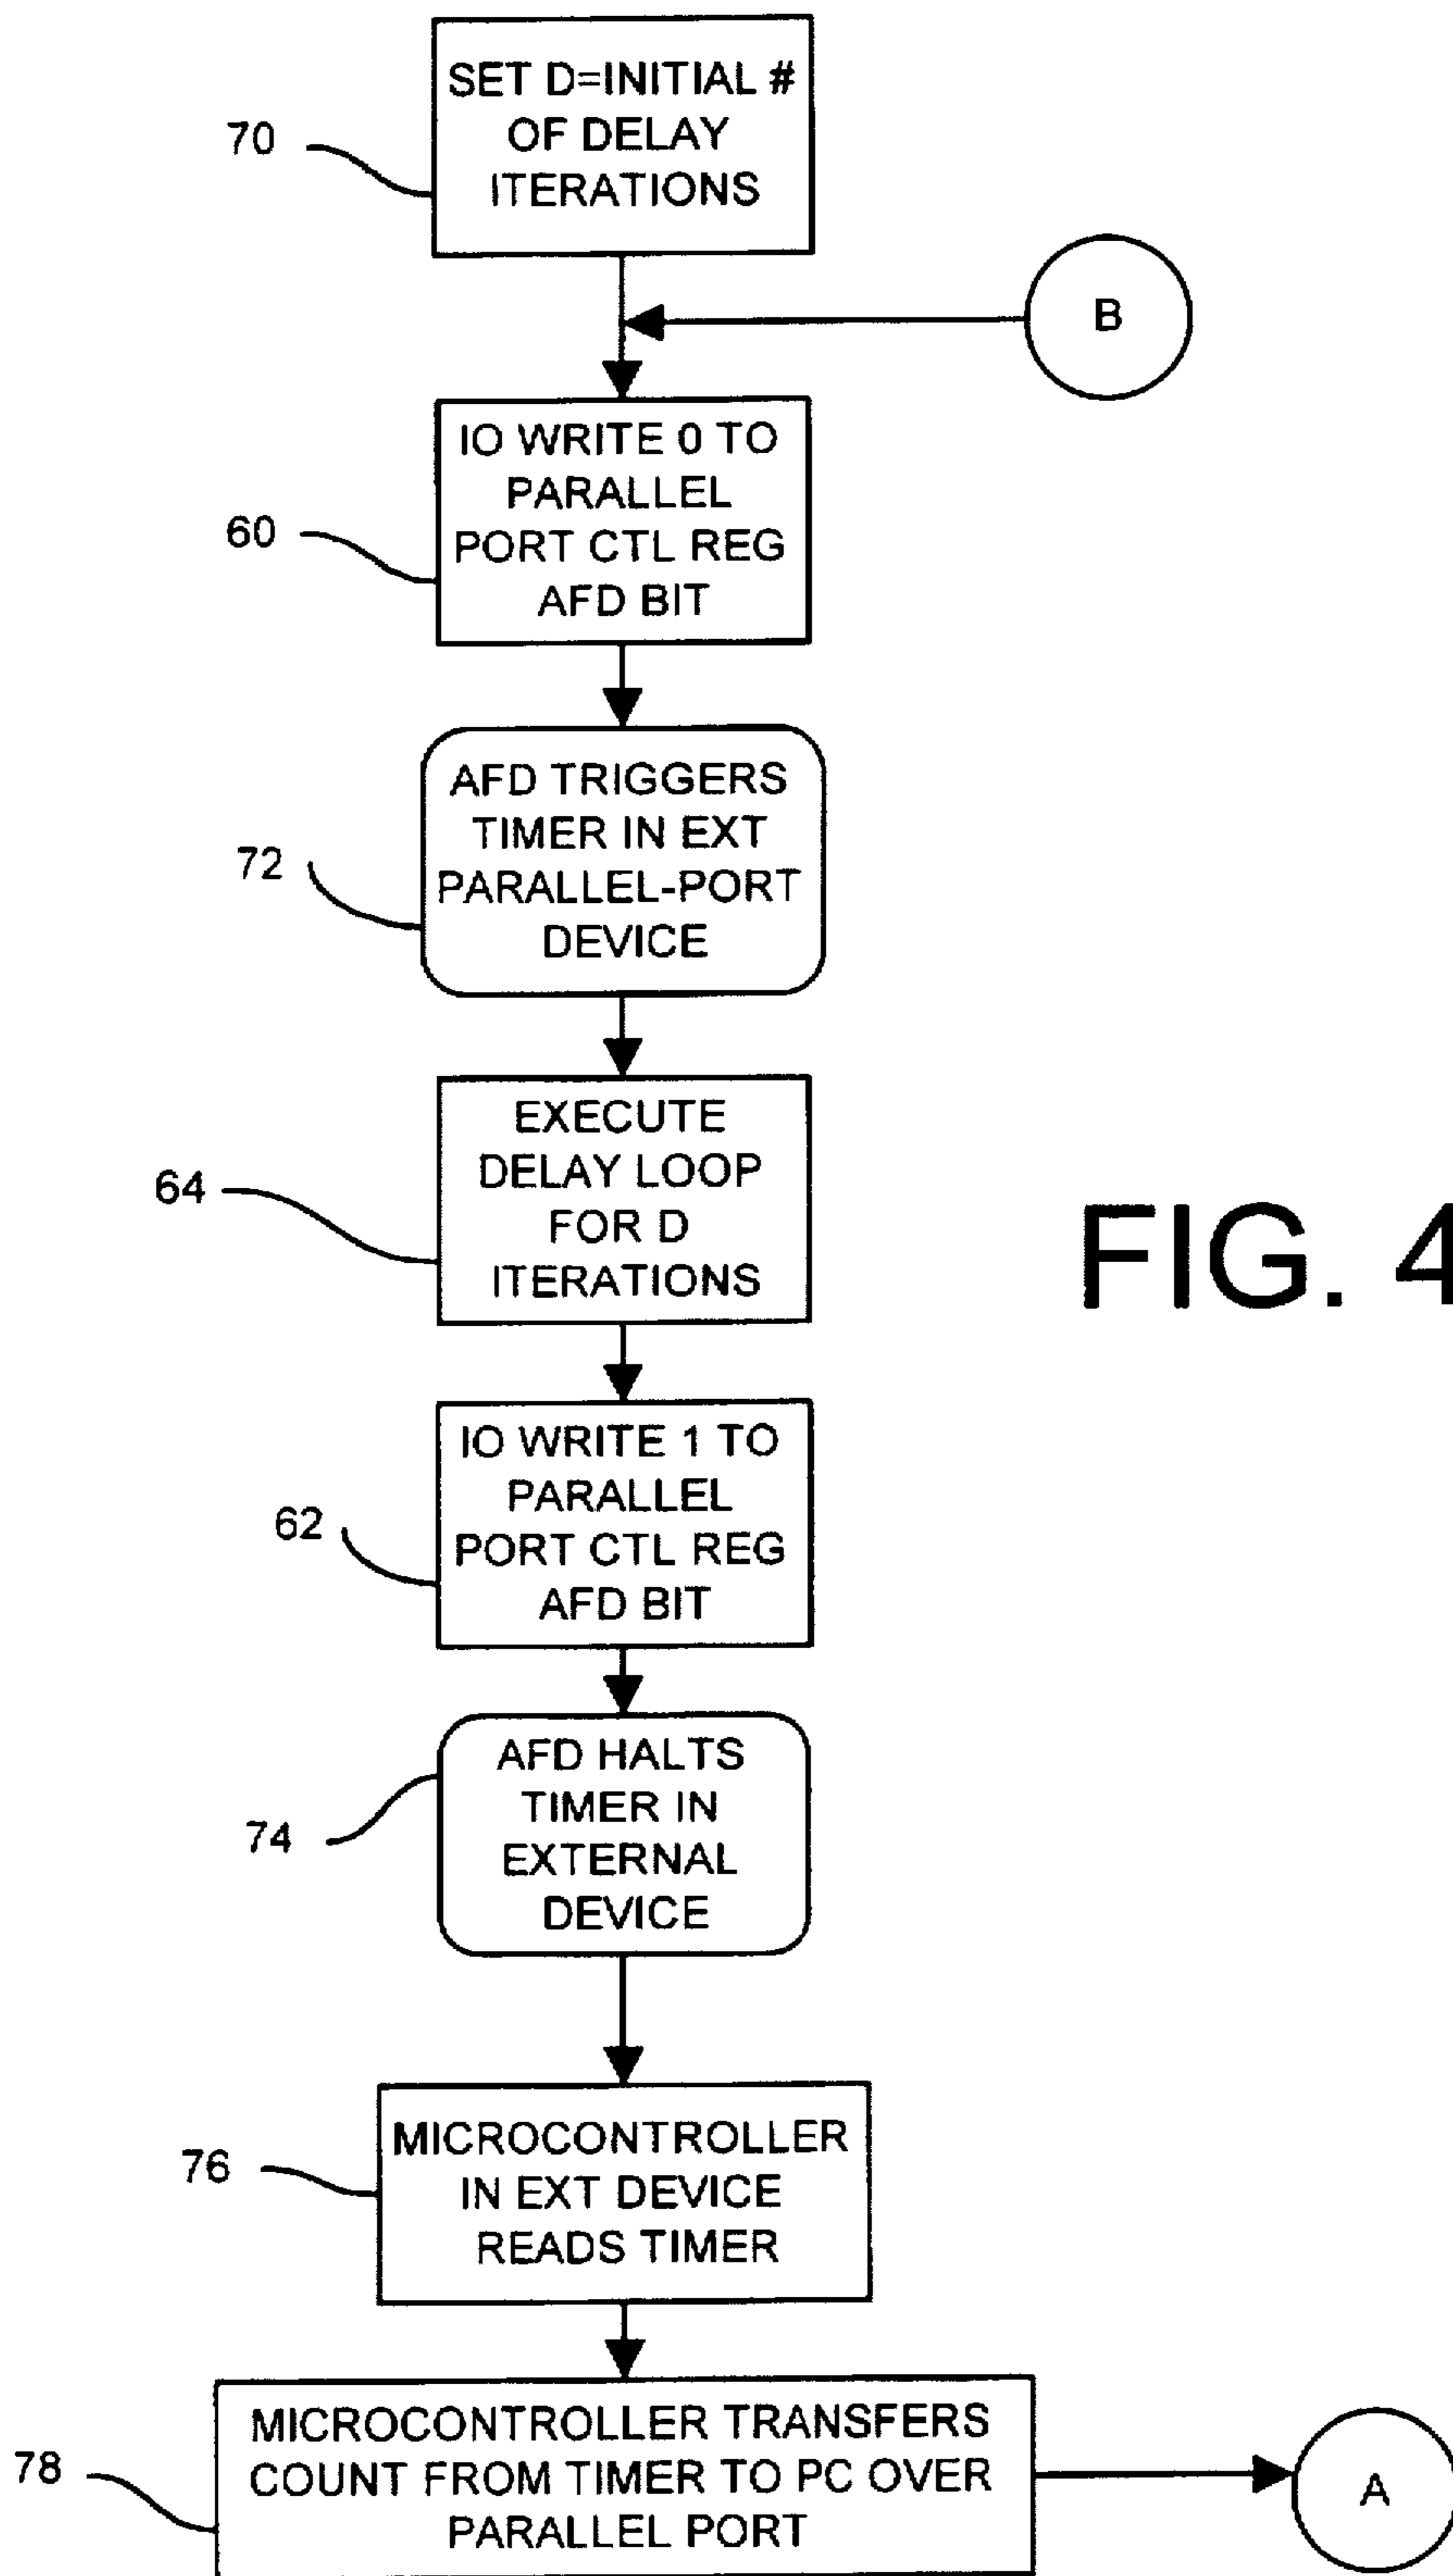 SET D=INITIAL #
OF DELAY
ITERATIONS
70
B
IO WRITE 0 TO
PARALLEL
PORT CTL REG
AFD BIT
60
AFD TRIGGERS
TIMER IN EXT
PARALLEL-PORT
DEVICE
72
EXECUTE
DELAY LOOP
FOR D
ITERATIONS
64
FIG. 4
IO WRITE 1 TO
PARALLEL
PORT CTL REG
AFD BIT
62
AFD HALTS
TIMER IN
EXTERNAL
DEVICE
74
MICROCONTROLLER
IN EXT DEVICE
READS TIMER
76
MICROCONTROLLER TRANSFERS
COUNT FROM TIMER TO PC OVER
PARALLEL PORT
78
A